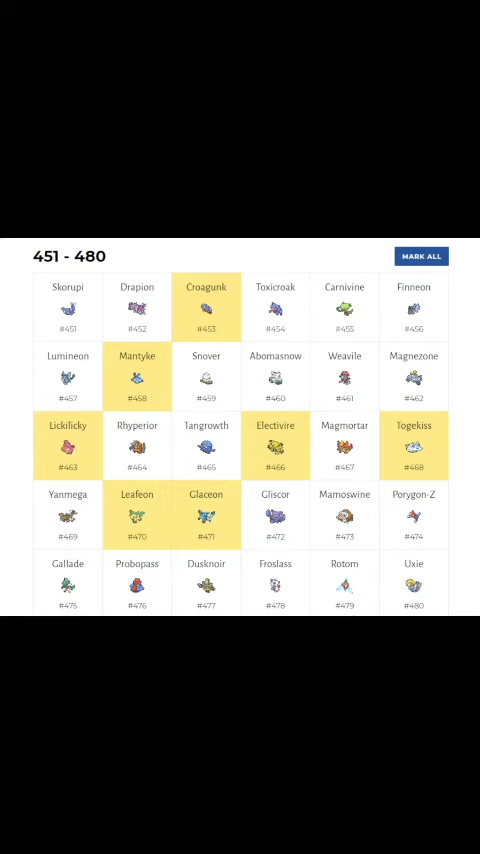 451 - 480
MARK ALL
Skorupi Drapion Croagunk Toxicroak Carnivine Finneon
#451 #452 #453 #454 #455 #456
Lumineon Mantyke Snover Abomasnow Weavile Magnezone
#457 #458 #459 #460 #461 #462
Lickilicky Rhyperior Tangrowth Electivire Magmortar Togekiss
#463 #464 #465 #466 #467 #468
Yanmega Leafeon Glaceon Gliscor Mamoswine Porygon-Z
#469 #470 #471 #472 #473 #474
Gallade Probopass Dusknoir Froslass Rotom Uxie
#475 #476 #477 #478 #479 #480